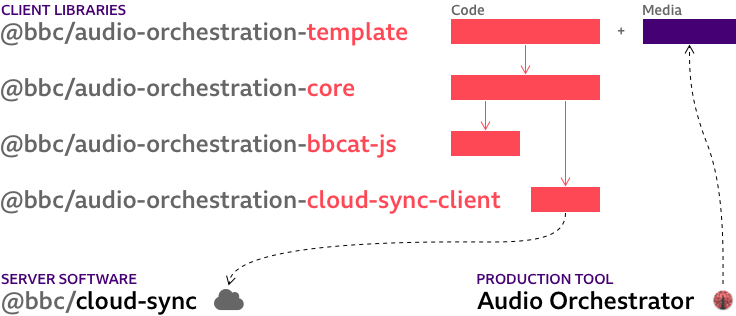 CLIENT LIBRARIES
Code
Media
@bbc/audio-orchestration-template
+
@bbc/audio-orchestration-core
@bbc/audio-orchestration-bbcat-js
@bbc/audio-orchestration-cloud-sync-client
SERVER SOFTWARE
@bbc/cloud-sync
PRODUCTION TOOL
Audio Orchestrator